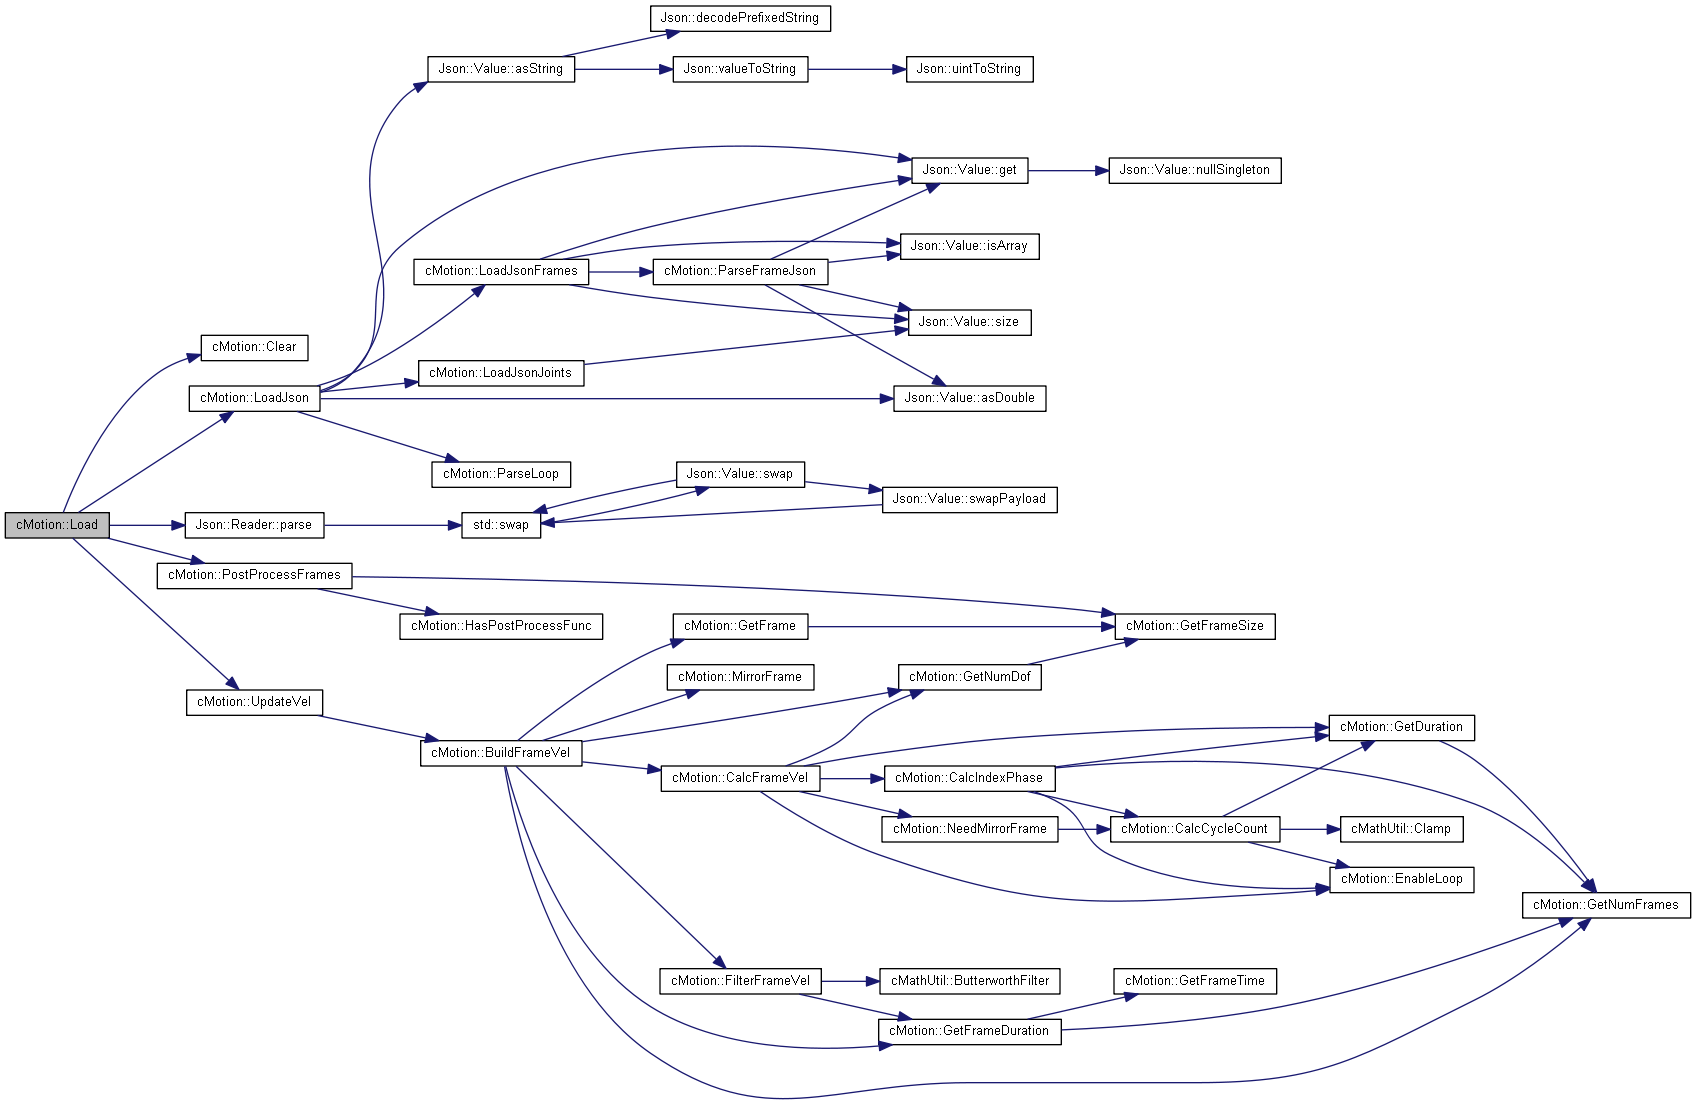 Json::decodePrefixedString
Json::Value::asString
Json::valueToString
Json::uintToString
Json::Value::get
Json::Value::nullSingleton
Json::Value::isArray
cMotion::LoadJsonFrames
cMotion::ParseFrameJson
Json::Value::size
cMotion::Clear
cMotion::LoadJsonJoints
cMotion::LoadJson
Json::Value::asDouble
cMotion::ParseLoop
Json::Value::swap
Json::Value::swapPayload
cMotion::Load
Json::Reader::parse
std::swap
cMotion::PostProcessFrames
cMotion::HasPostProcessFunc
cMotion::GetFrame
cMotion::GetFrameSize
cMotion::MirrorFrame
cMotion::GetNumDof
cMotion::UpdateVel
cMotion::GetDuration
cMotion::BuildFrameVel
cMotion::CalcFrameVel
cMotion::CalcIndexPhase
cMotion::NeedMirrorFrame
cMotion::CalcCycleCount
cMathUtil::Clamp
cMotion::EnableLoop
cMotion::GetNumFrames
cMotion::FilterFrameVel
cMathUtil::ButterworthFilter
cMotion::GetFrameTime
cMotion::GetFrameDuration